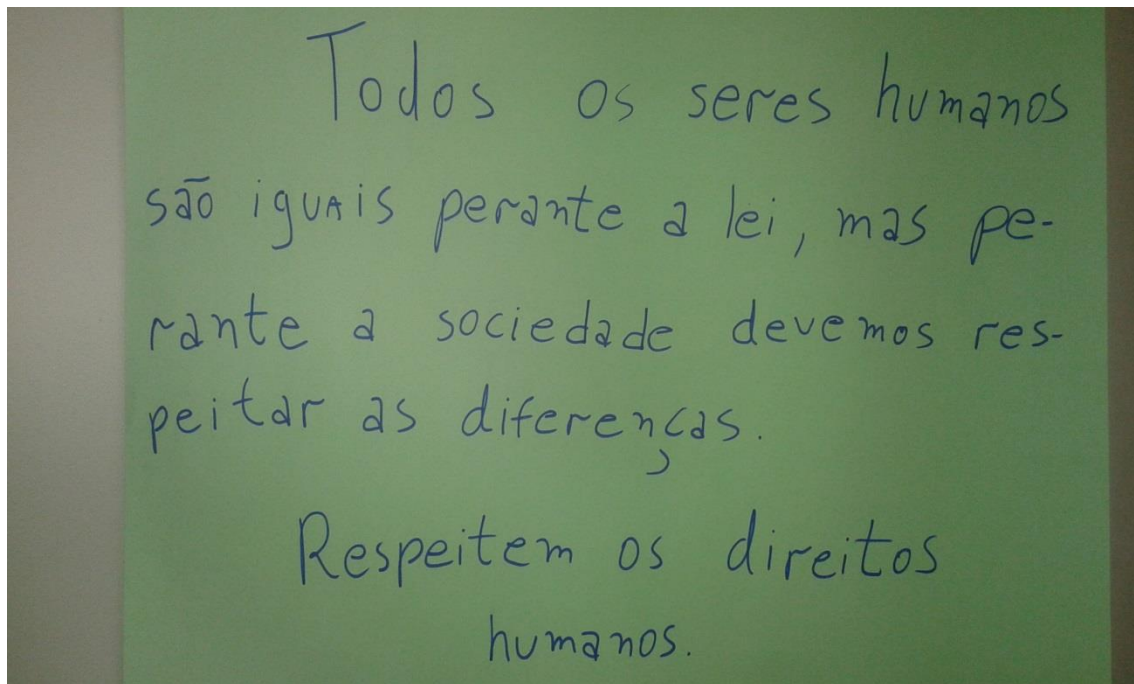 Todos os seres humanos
são iguais perante a lei, mas pe-
rante a sociedade devemos res-
peitar as diferenças.
Respeitem os direitos
humanos.